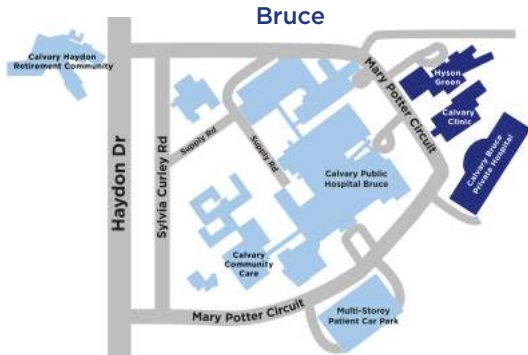 Bruce
Calvary Haydon
Retirement Community
Haydon Dr
Sylvia Curley Rd
Supply Rd
Supply Rd
Mary Potter Circuit
Hyson
Green
Calvary
Clinic
Calvary Bruce
Private Hospital
Calvary Public
Hospital Bruce
Calvary
Community
Care
Mary Potter Circuit
Multi-Storey
Patient Car Park